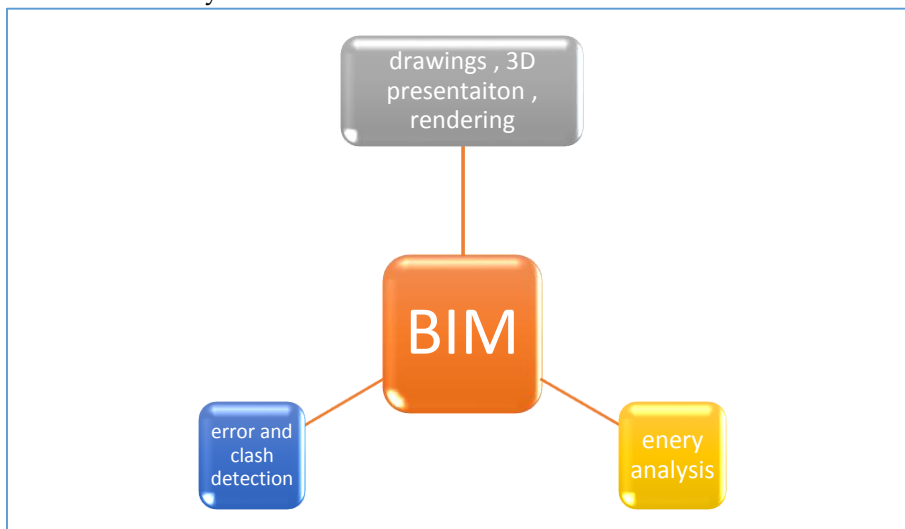 drawings , 3D
presentaiton ,
rendering
BIM
error and
clash
detection
enery
analysis